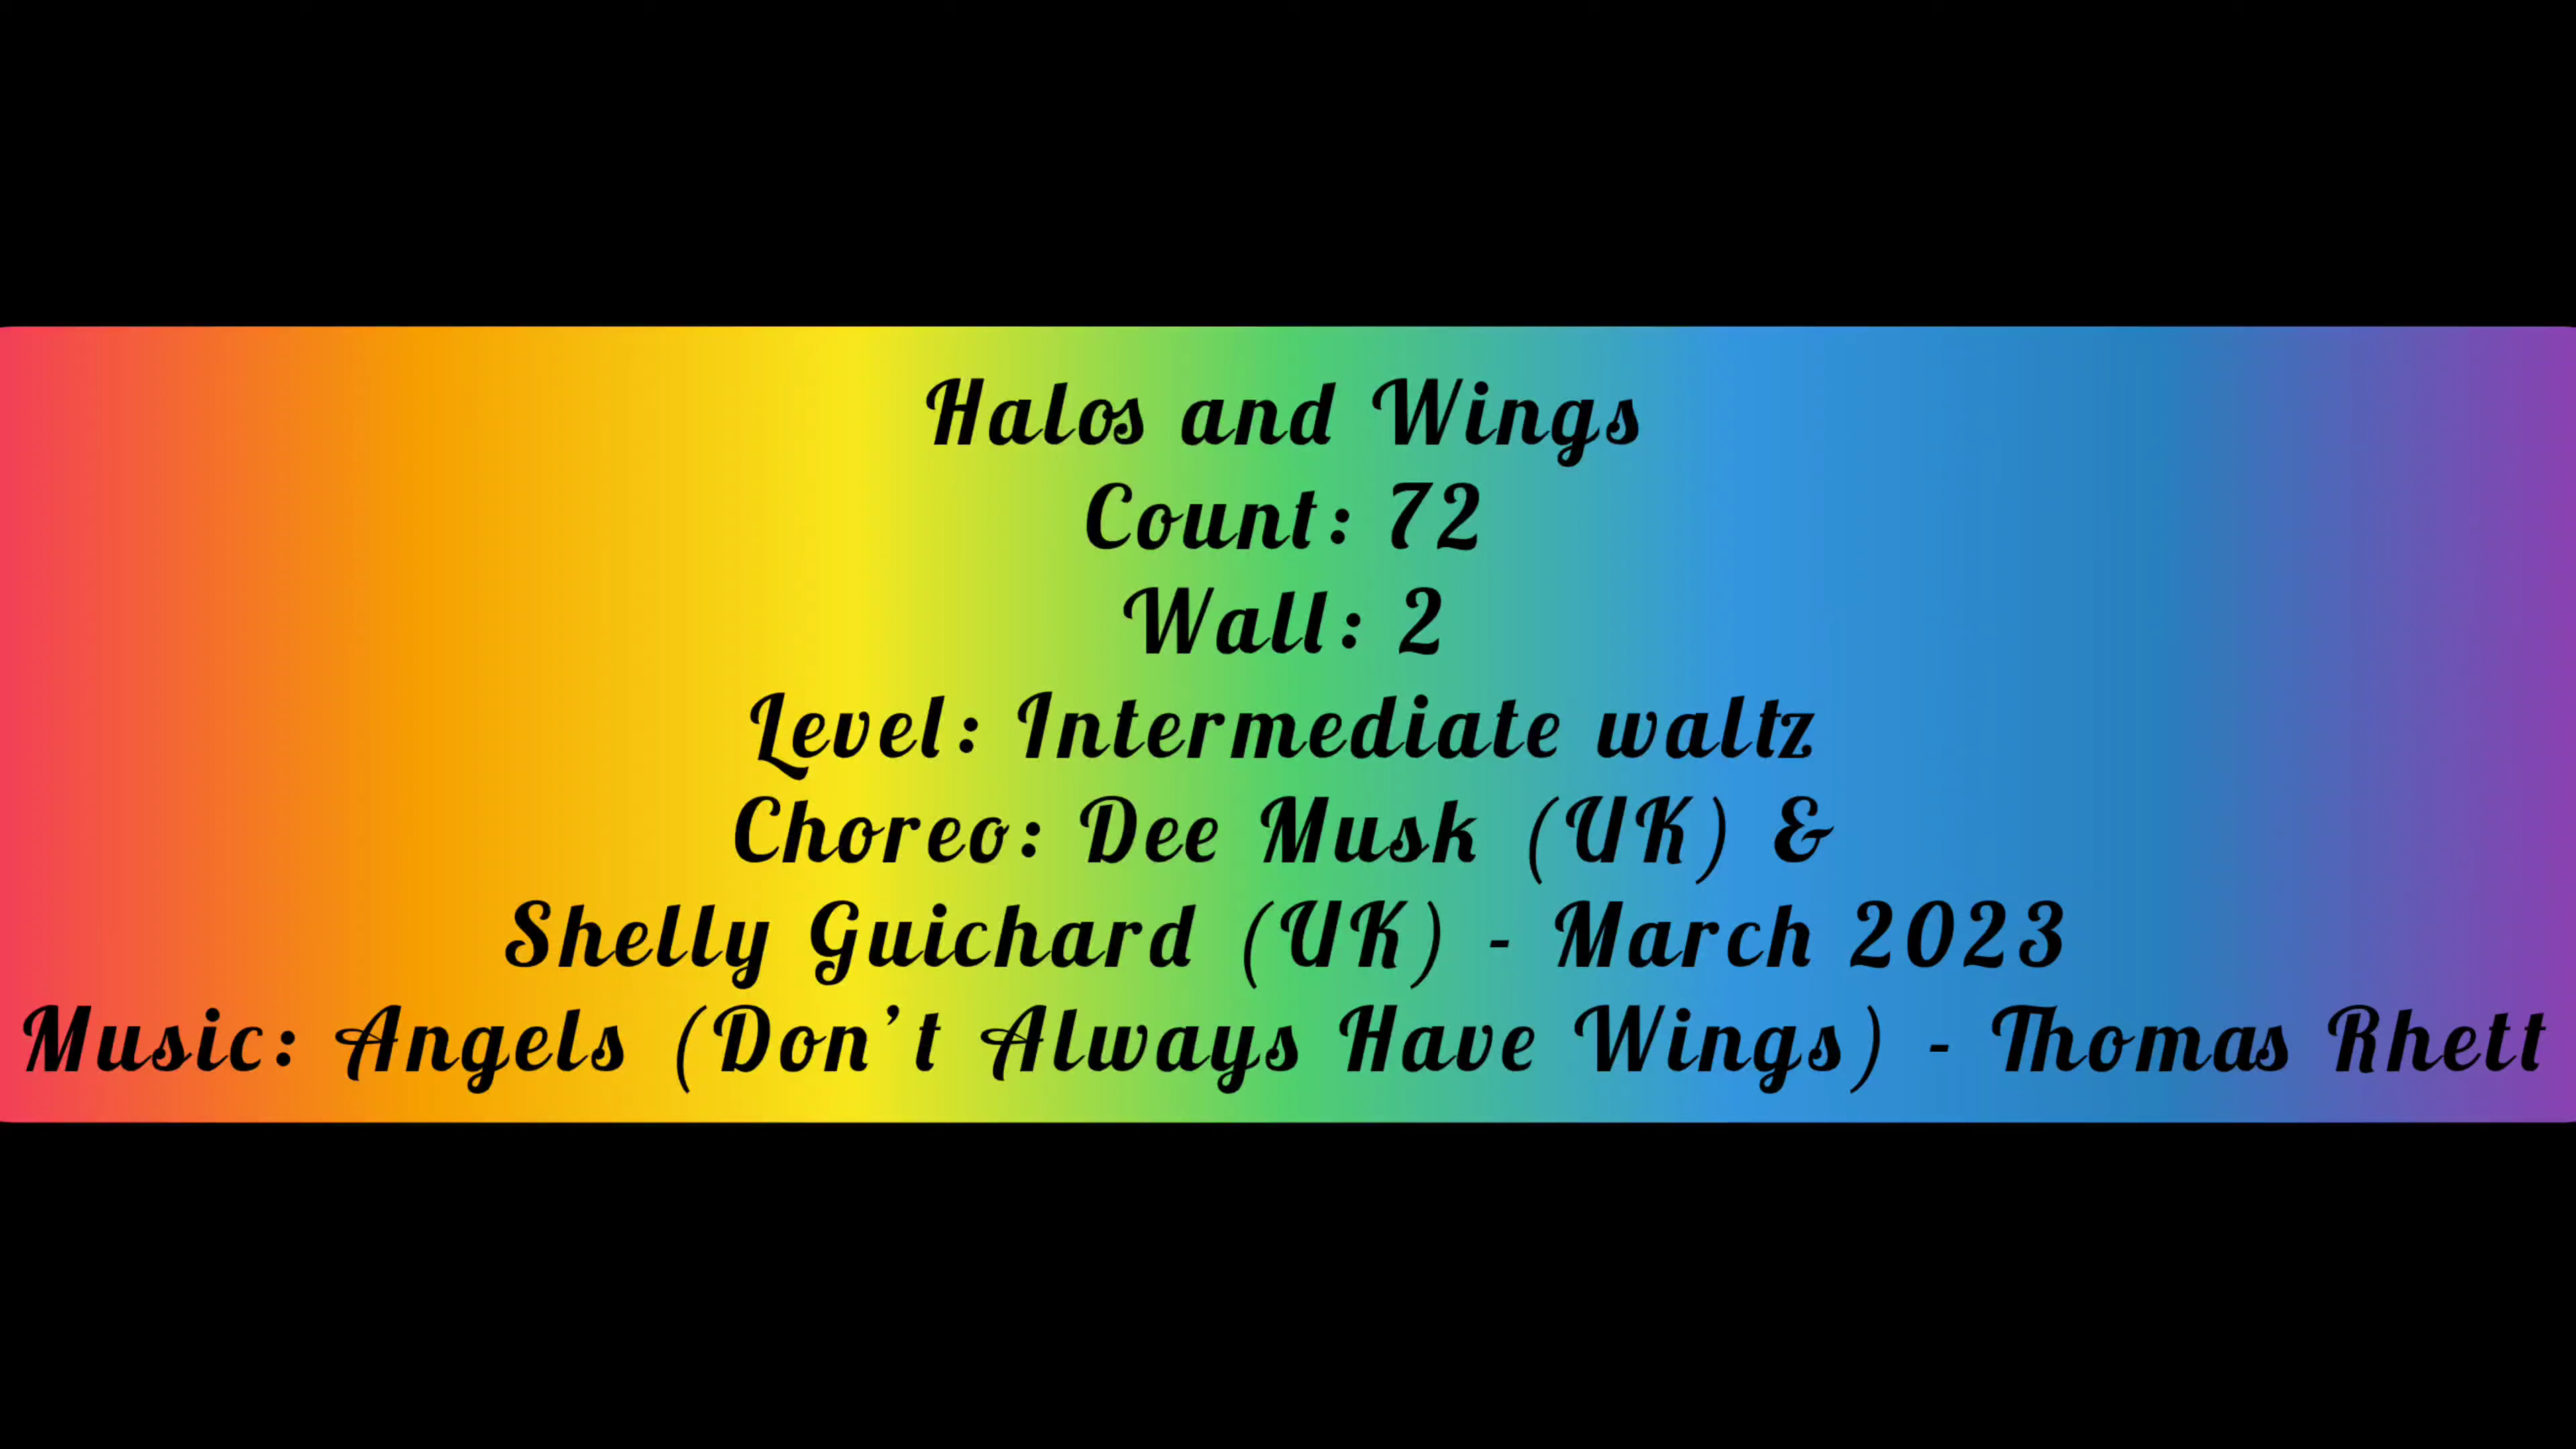 Halos and Wings
Count: 72
Wall: 2
Level: Intermediate waltz
Choreo: Dee Musk (UK) &
Shelly Guichard (UK) - March 2023
Music: Angels (Don't Always Have Wings) - Thomas Rhett